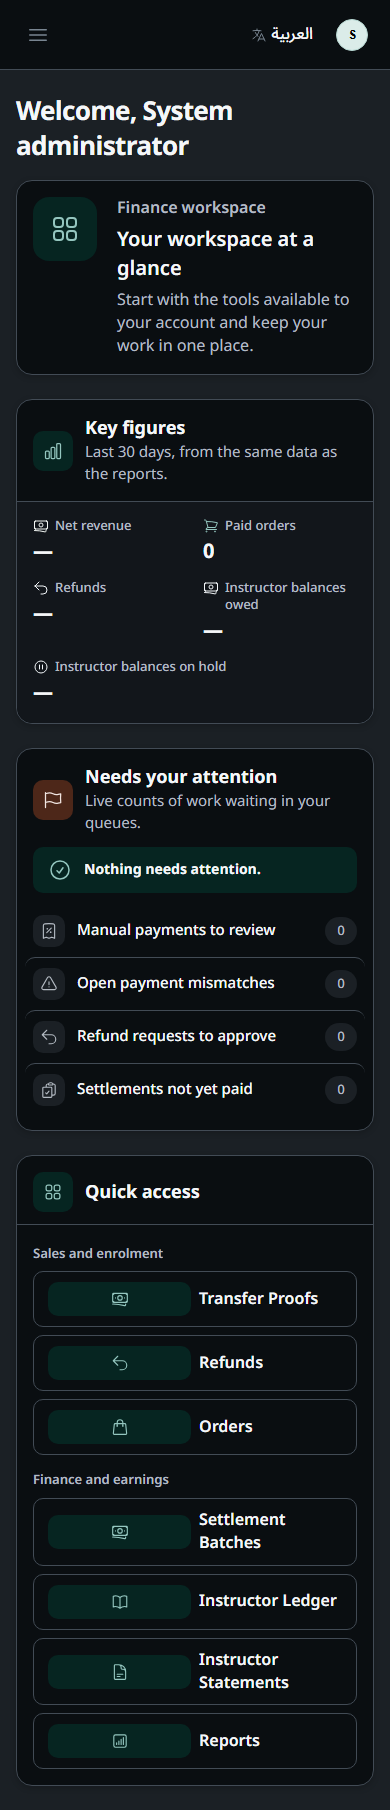 العربية
S
Welcome, System
administrator
Finance workspace
Your workspace at a
glance
Start with the tools available to
your account and keep your
work in one place.
Key figures
Last 30 days, from the same data as
the reports.
Net revenue
—
Paid orders
0
Refunds
—
Instructor balances
owed
—
Instructor balances on hold
—
Needs your attention
Live counts of work waiting in your
queues.
Nothing needs attention.
Manual payments to review 0
Open payment mismatches 0
Refund requests to approve 0
Settlements not yet paid 0
Quick access
Sales and enrolment
Transfer Proofs
Refunds
Orders
Finance and earnings
Settlement
Batches
Instructor Ledger
Instructor
Statements
Reports